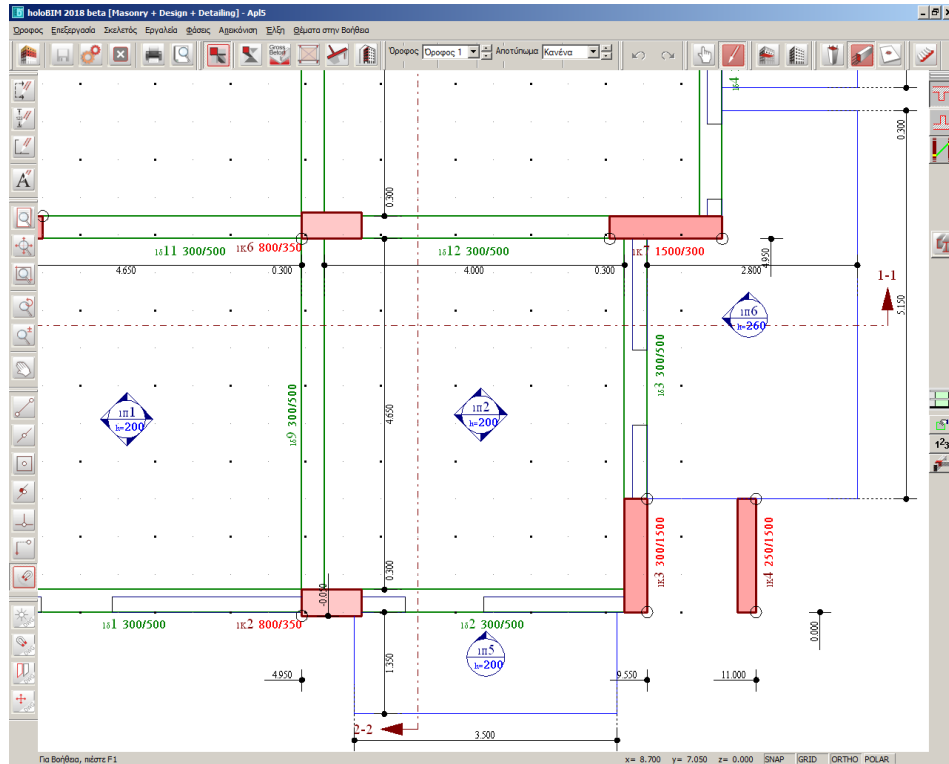 holoBIM 2018 beta [Masonry + Design + Detailing] - Apl5
Όροφος Επεξεργασία Σκελετός Εργαλεία Φάσεις Απεικόνιση Έλξη Θέματα στην Βοήθεια
Gross
Όροφος Όροφος 1 Αποτύπωμα Κανένα
0.300
0.300
1δ11 300/500
1κ6 800/350
1δ12 300/500
1κ7 1500/300
4.950
4.650
0.300
4.000
0.300
2.800
1-1
5.150
1π6
h=260
1δ3 300/500
1π1
h=200
1δ9 300/500
4.650
1π2
h=200
1κ3 300/1500
1κ4 250/1500
0.300
-0.050
1δ1 300/500
1κ2 800/350
1δ2 300/500
0.000
1π5
h=200
1.350
4.950
9.550
11.000
2-2
3.500
Για Βοήθεια, πιέστε F1
x= 8.700 y= 7.050 z= 0.000 SNAP GRID ORTHO POLAR